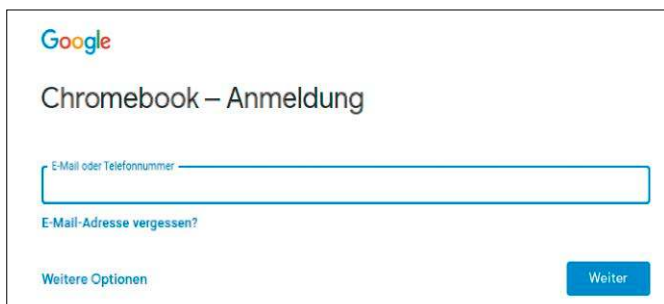 Google
Chromebook – Anmeldung
E-Mail oder Telefonnummer
E-Mail-Adresse vergessen?
Weitere Optionen
Weiter